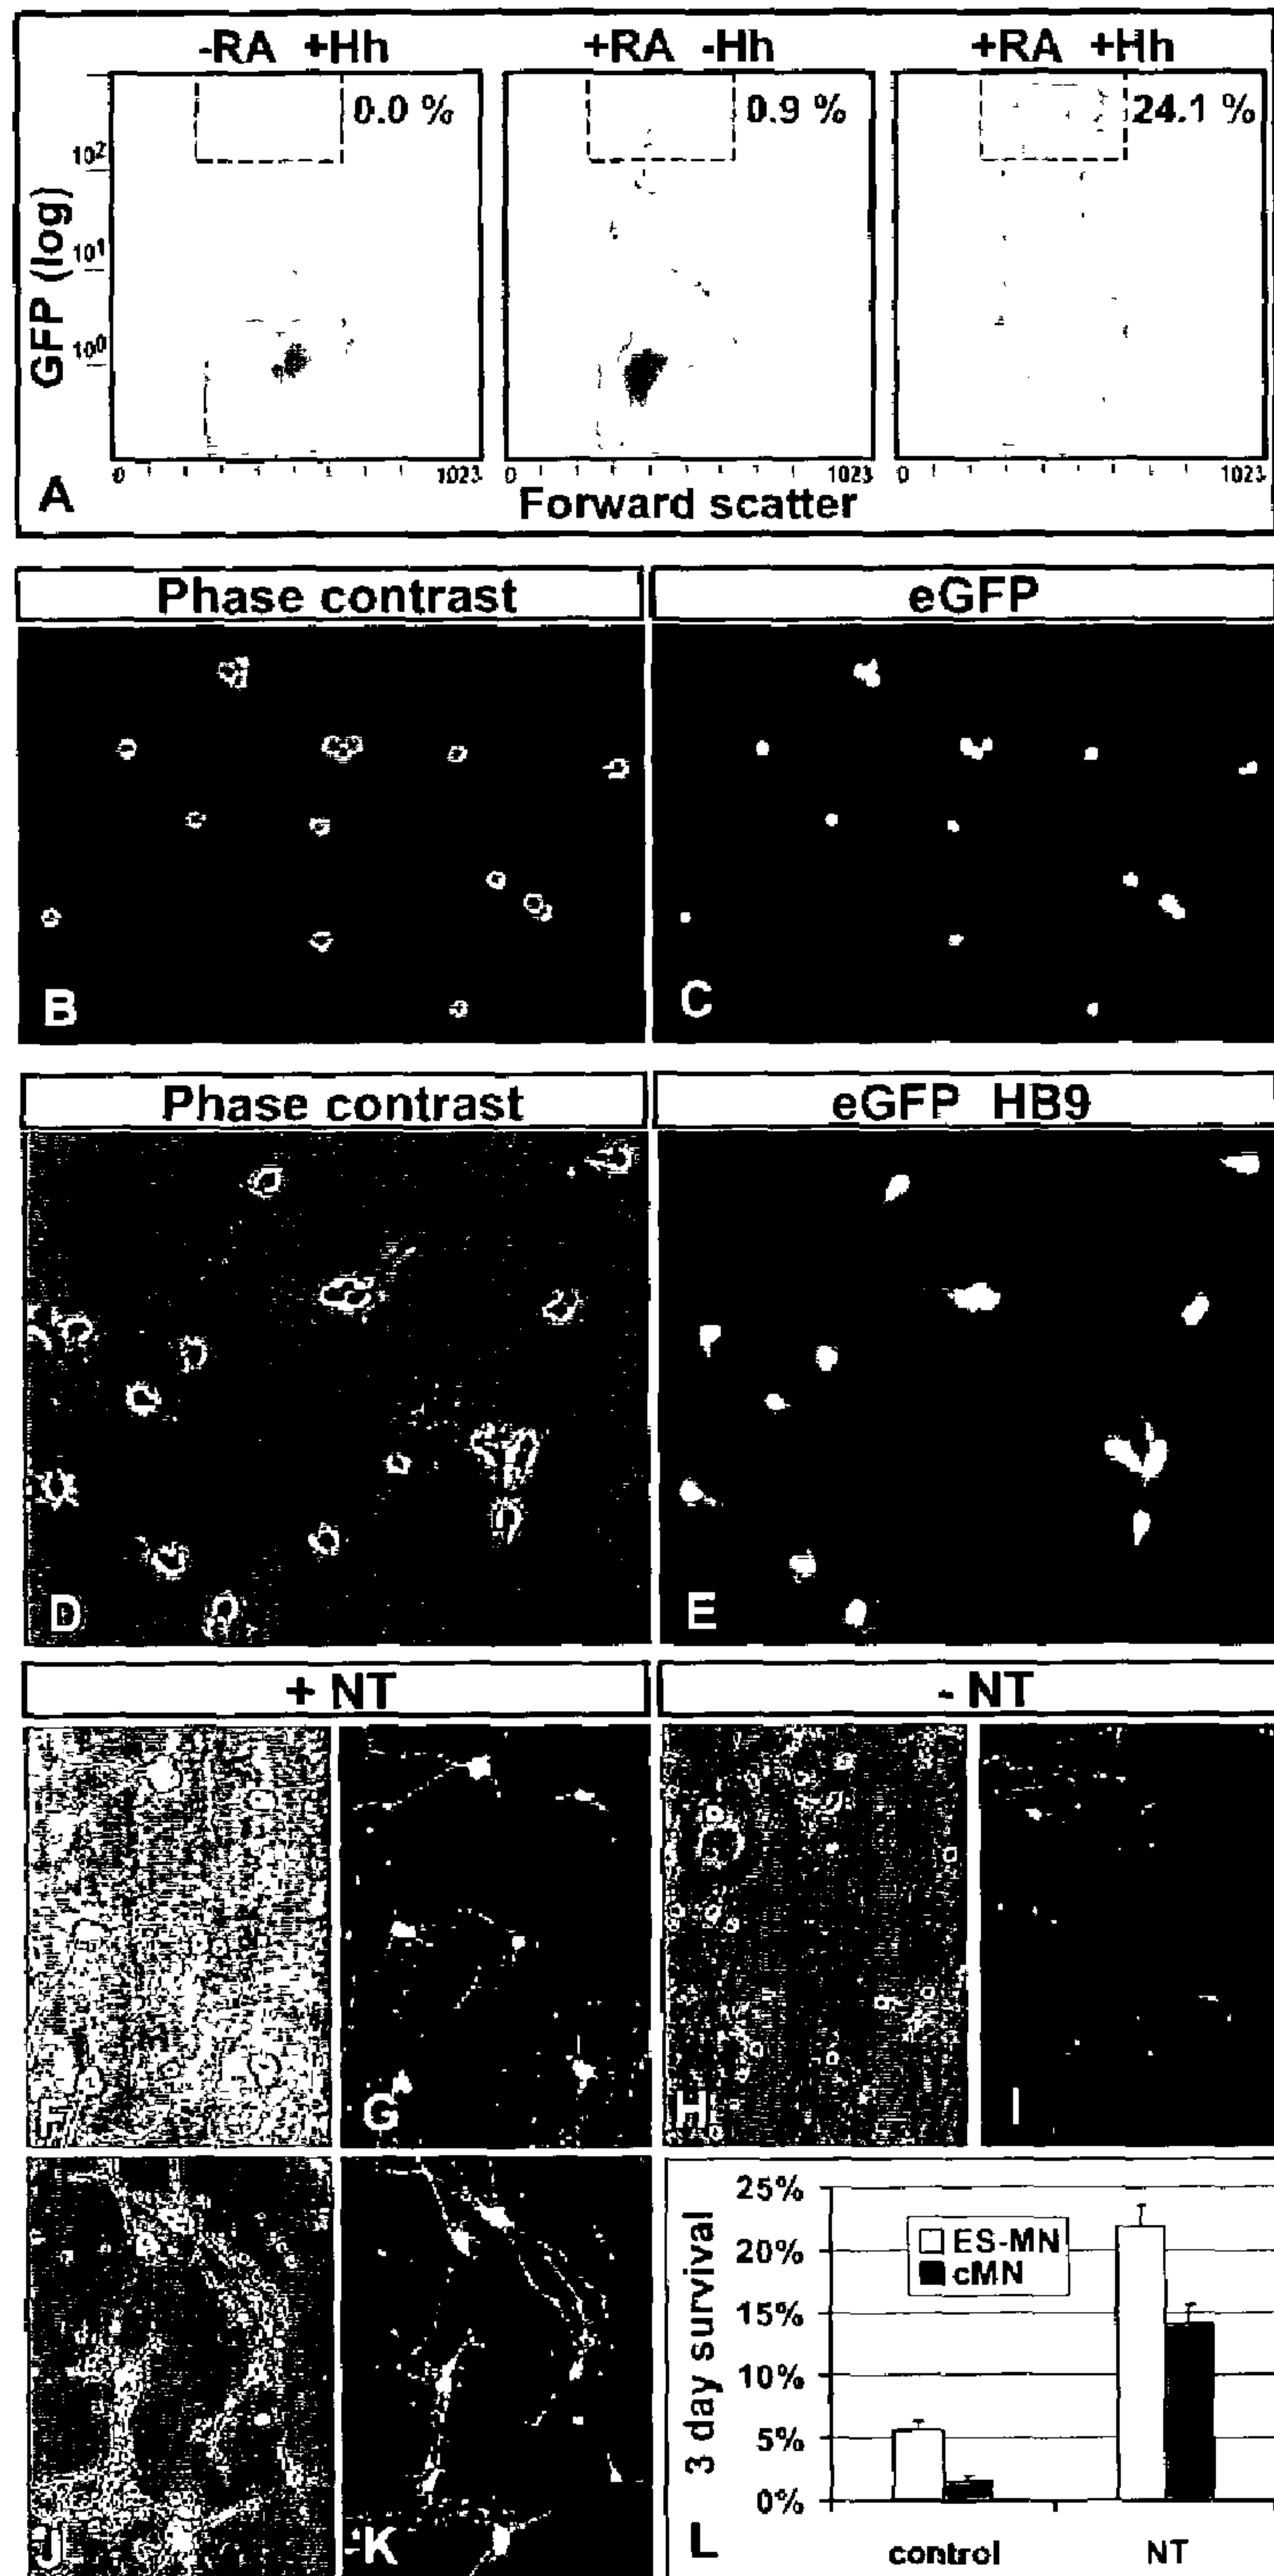 -RA +Hh
+RA -Hh
+RA +Hh
0.0 %
0.9 %
24.1 %
GFP (log)
10²
10¹
10⁰
0
1023
0
1023
0
1023
A
Forward scatter
Phase contrast
eGFP
B
C
Phase contrast
eGFP HB9
D
E
+ NT
- NT
F
G
H
I
J
K
3 day survival
25%
20%
15%
10%
5%
0%
ES-MN
cMN
L
control
NT